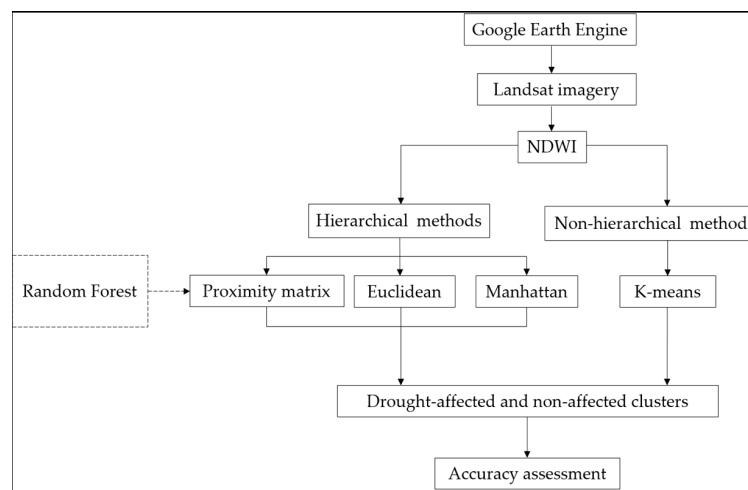 Google Earth Engine
Landsat imagery
NDWI
Hierarchical methods
Non-hierarchical method
Random Forest
Proximity matrix
Euclidean
Manhattan
K-means
Drought-affected and non-affected clusters
Accuracy assessment